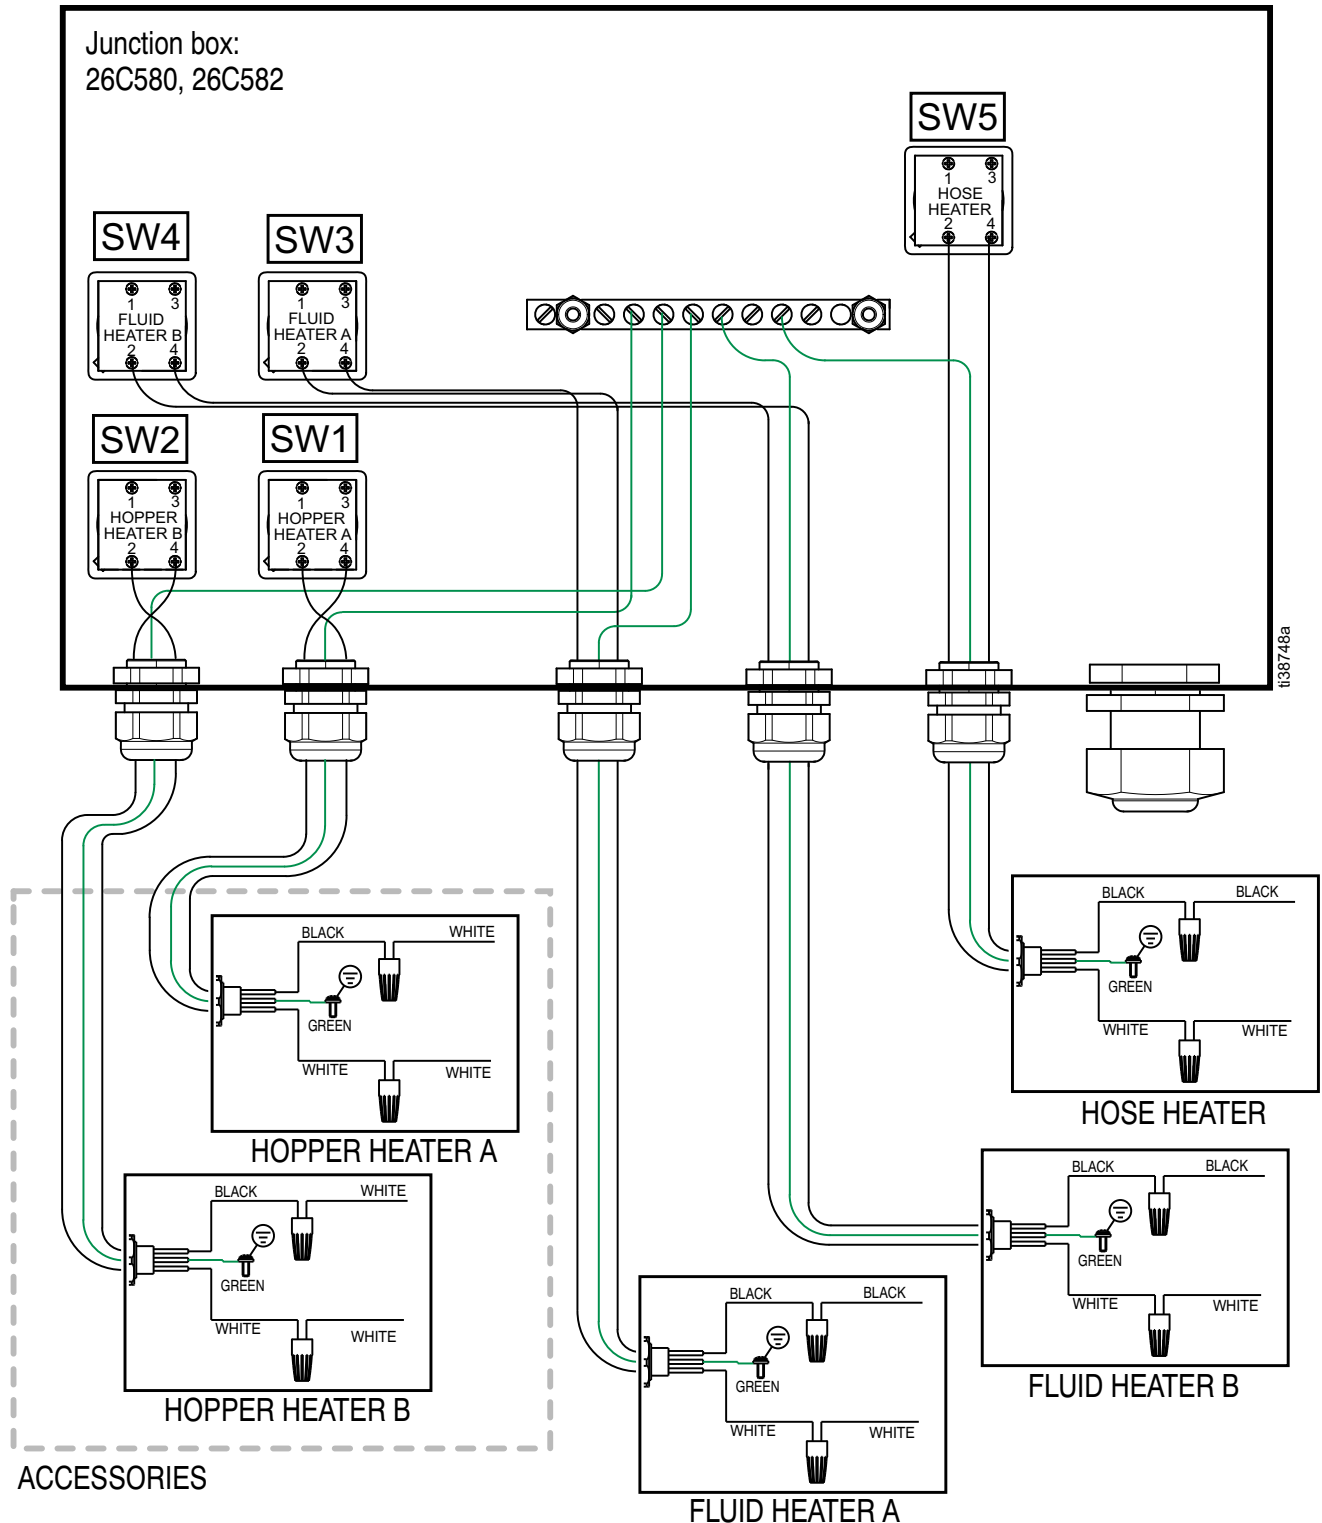 Junction box:
26C580, 26C582
SW5
1 3
HOSE
HEATER
2 4
SW4
1 3
FLUID
HEATER B
2 4
SW3
1 3
FLUID
HEATER A
2 4
SW2
1 3
HOPPER
HEATER B
2 4
SW1
1 3
HOPPER
HEATER A
2 4
ti38748a
BLACK WHITE
GREEN
WHITE WHITE
HOPPER HEATER A
BLACK BLACK
GREEN
WHITE WHITE
HOSE HEATER
BLACK WHITE
GREEN
WHITE WHITE
HOPPER HEATER B
BLACK BLACK
GREEN
WHITE WHITE
FLUID HEATER B
BLACK BLACK
GREEN
WHITE WHITE
FLUID HEATER A
ACCESSORIES